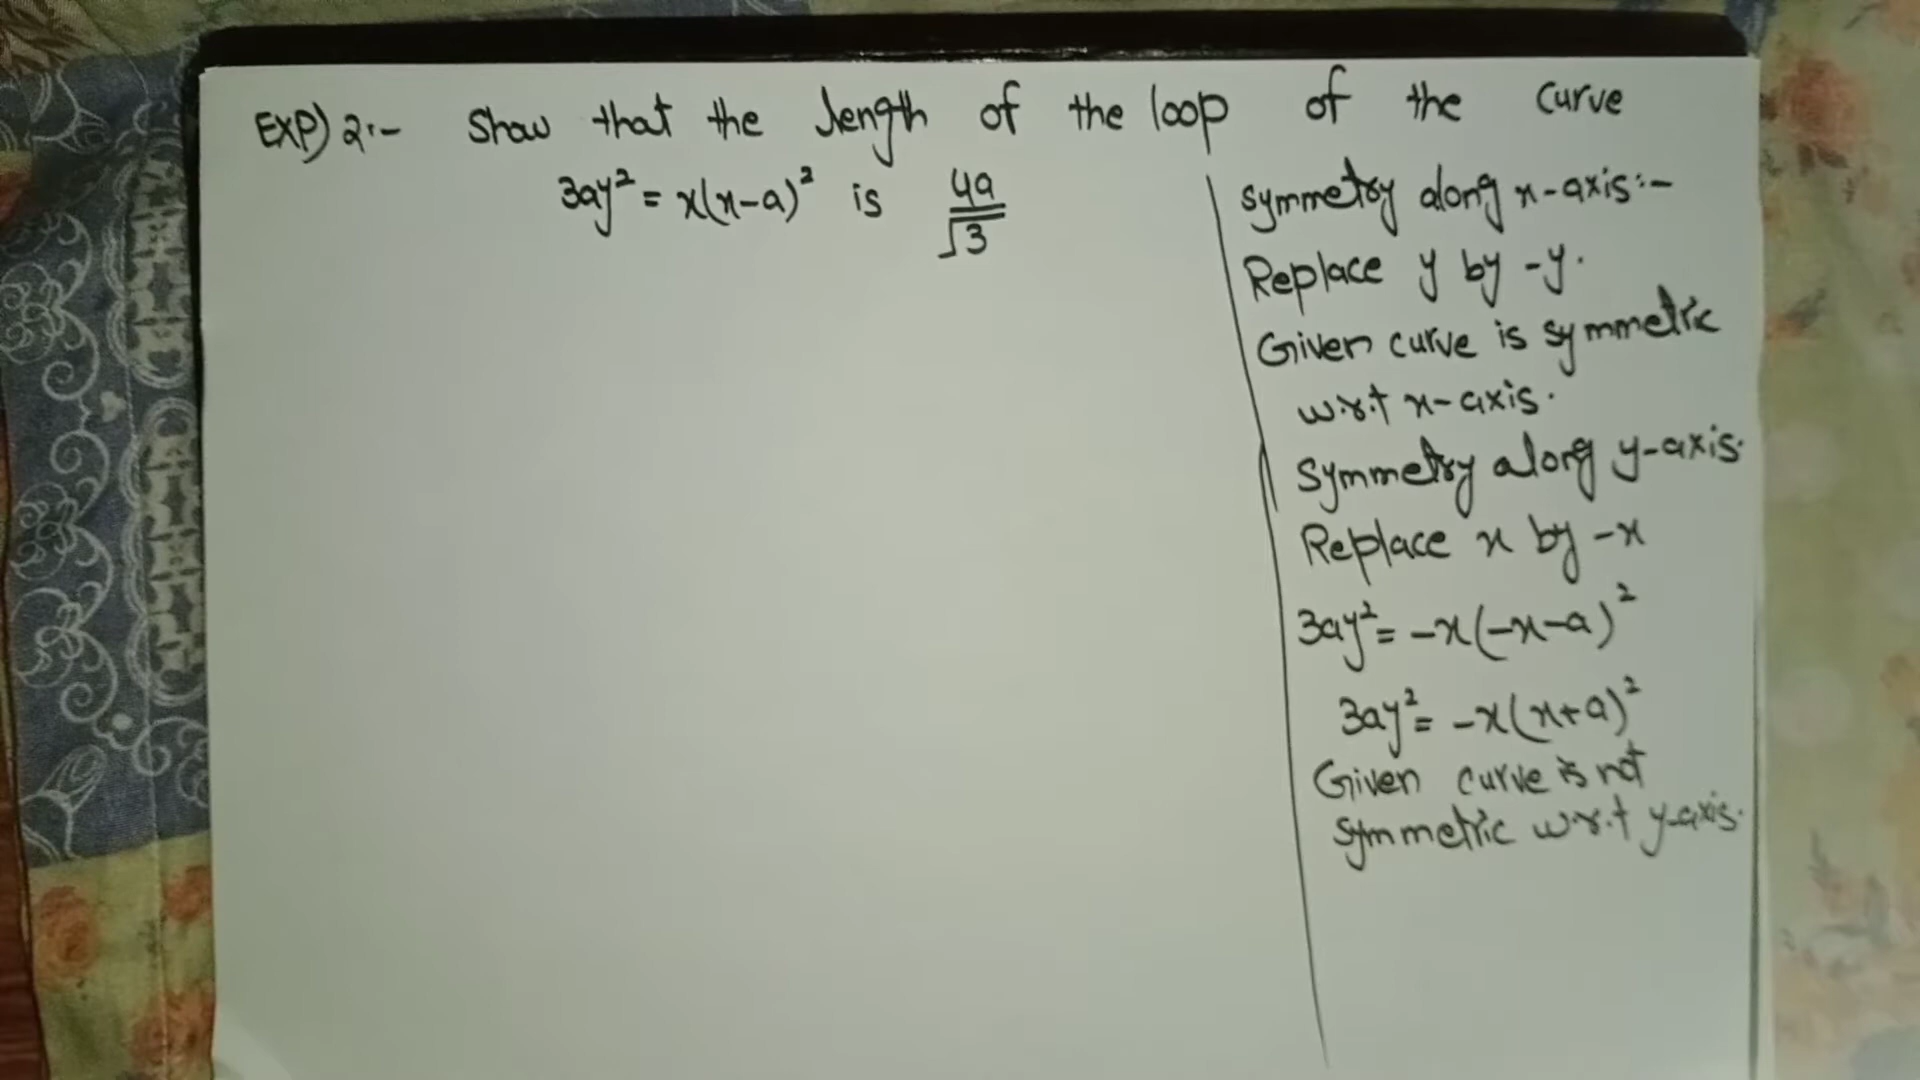 EXP) 2:- Show that the length of the loop of the curve
3ay² = x(x-a)² is 4a/√3
Symmetry along x-axis:-
Replace y by -y.
Given curve is symmetric
w.r.t x-axis.
Symmetry along y-axis.
Replace x by -x
3ay² = -x(-x-a)²
3ay² = -x(x+a)²
Given curve is not
symmetric w.r.t y-axis.